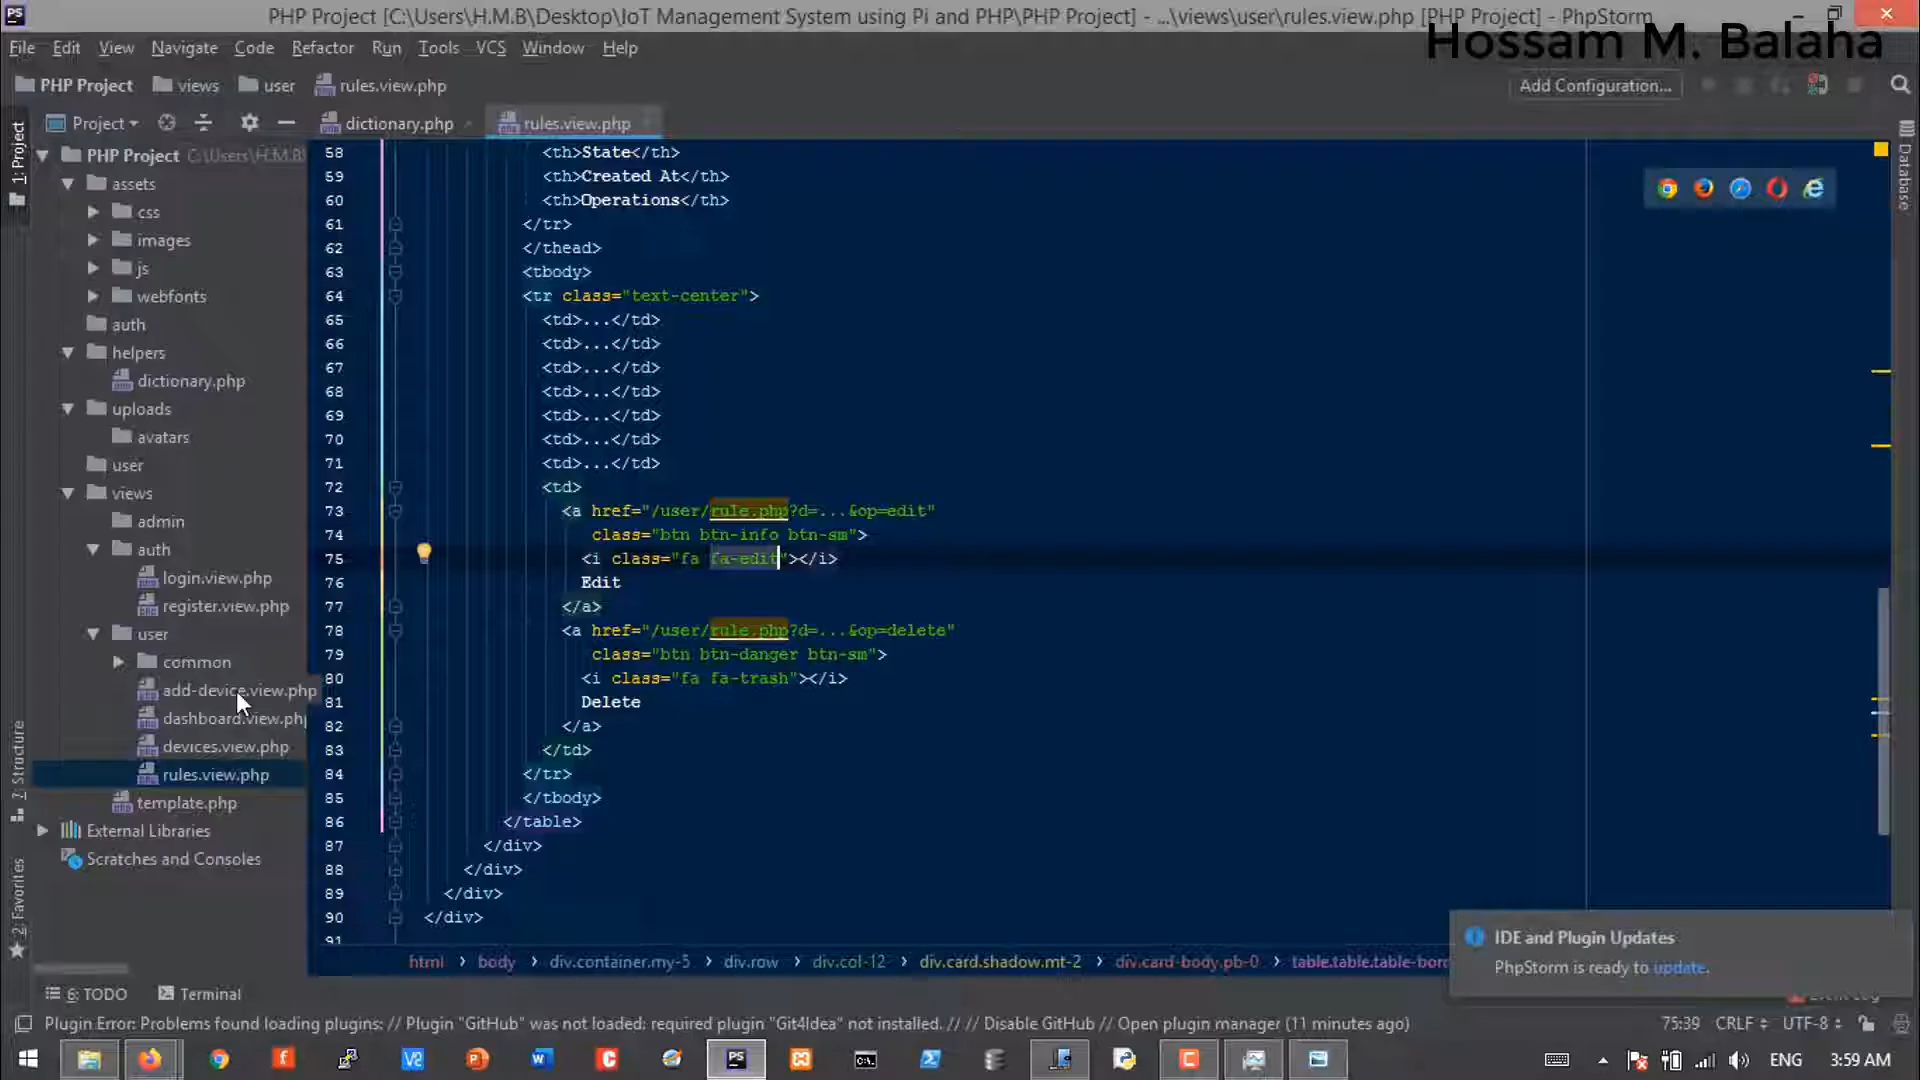 PHP Project [C:\Users\H.M.B\Desktop\IoT Management System using Pi and PHP\PHP Project] - ...\views\user\rules.view.php [PHP Project] - PhpStorm
Hossam M. Balaha
File Edit View Navigate Code Refactor Run Tools VCS Window Help
PHP Project views user rules.view.php
Add Configuration...
Project
dictionary.php
rules.view.php
1: Project
7: Structure
2: Favorites
Database
PHP Project C:\Users\H.M.B\
assets
css
images
js
webfonts
auth
helpers
dictionary.php
uploads
avatars
user
views
admin
auth
login.view.php
register.view.php
user
common
add-device.view.php
dashboard.view.php
devices.view.php
rules.view.php
template.php
External Libraries
Scratches and Consoles
58 <th>State</th>
59 <th>Created At</th>
60 <th>Operations</th>
61 </tr>
62 </thead>
63 <tbody>
64 <tr class="text-center">
65 <td>...</td>
66 <td>...</td>
67 <td>...</td>
68 <td>...</td>
69 <td>...</td>
70 <td>...</td>
71 <td>...</td>
72 <td>
73 <a href="/user/rule.php?d=...&op=edit"
74 class="btn btn-info btn-sm">
75 <i class="fa fa-edit"></i>
76 Edit
77 </a>
78 <a href="/user/rule.php?d=...&op=delete"
79 class="btn btn-danger btn-sm">
80 <i class="fa fa-trash"></i>
81 Delete
82 </a>
83 </td>
84 </tr>
85 </tbody>
86 </table>
87 </div>
88 </div>
89 </div>
90 </div>
91
html › body › div.container.my-5 › div.row › div.col-12 › div.card.shadow.mt-2 › div.card-body.pb-0 › table.table.table-bor
IDE and Plugin Updates
PhpStorm is ready to update.
6: TODO
Terminal
Plugin Error: Problems found loading plugins: // Plugin "GitHub" was not loaded: required plugin "Git4Idea" not installed. // // Disable GitHub // Open plugin manager (11 minutes ago)
75:39 CRLF UTF-8
ENG 3:59 AM